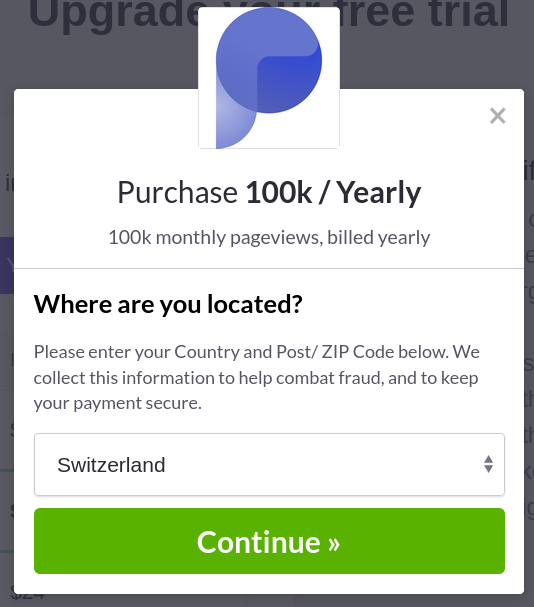 Upgrade your free trial
Purchase 100k / Yearly
100k monthly pageviews, billed yearly
Where are you located?
Please enter your Country and Post/ ZIP Code below. We
collect this information to help combat fraud, and to keep
your payment secure.
Switzerland
Continue »
$24